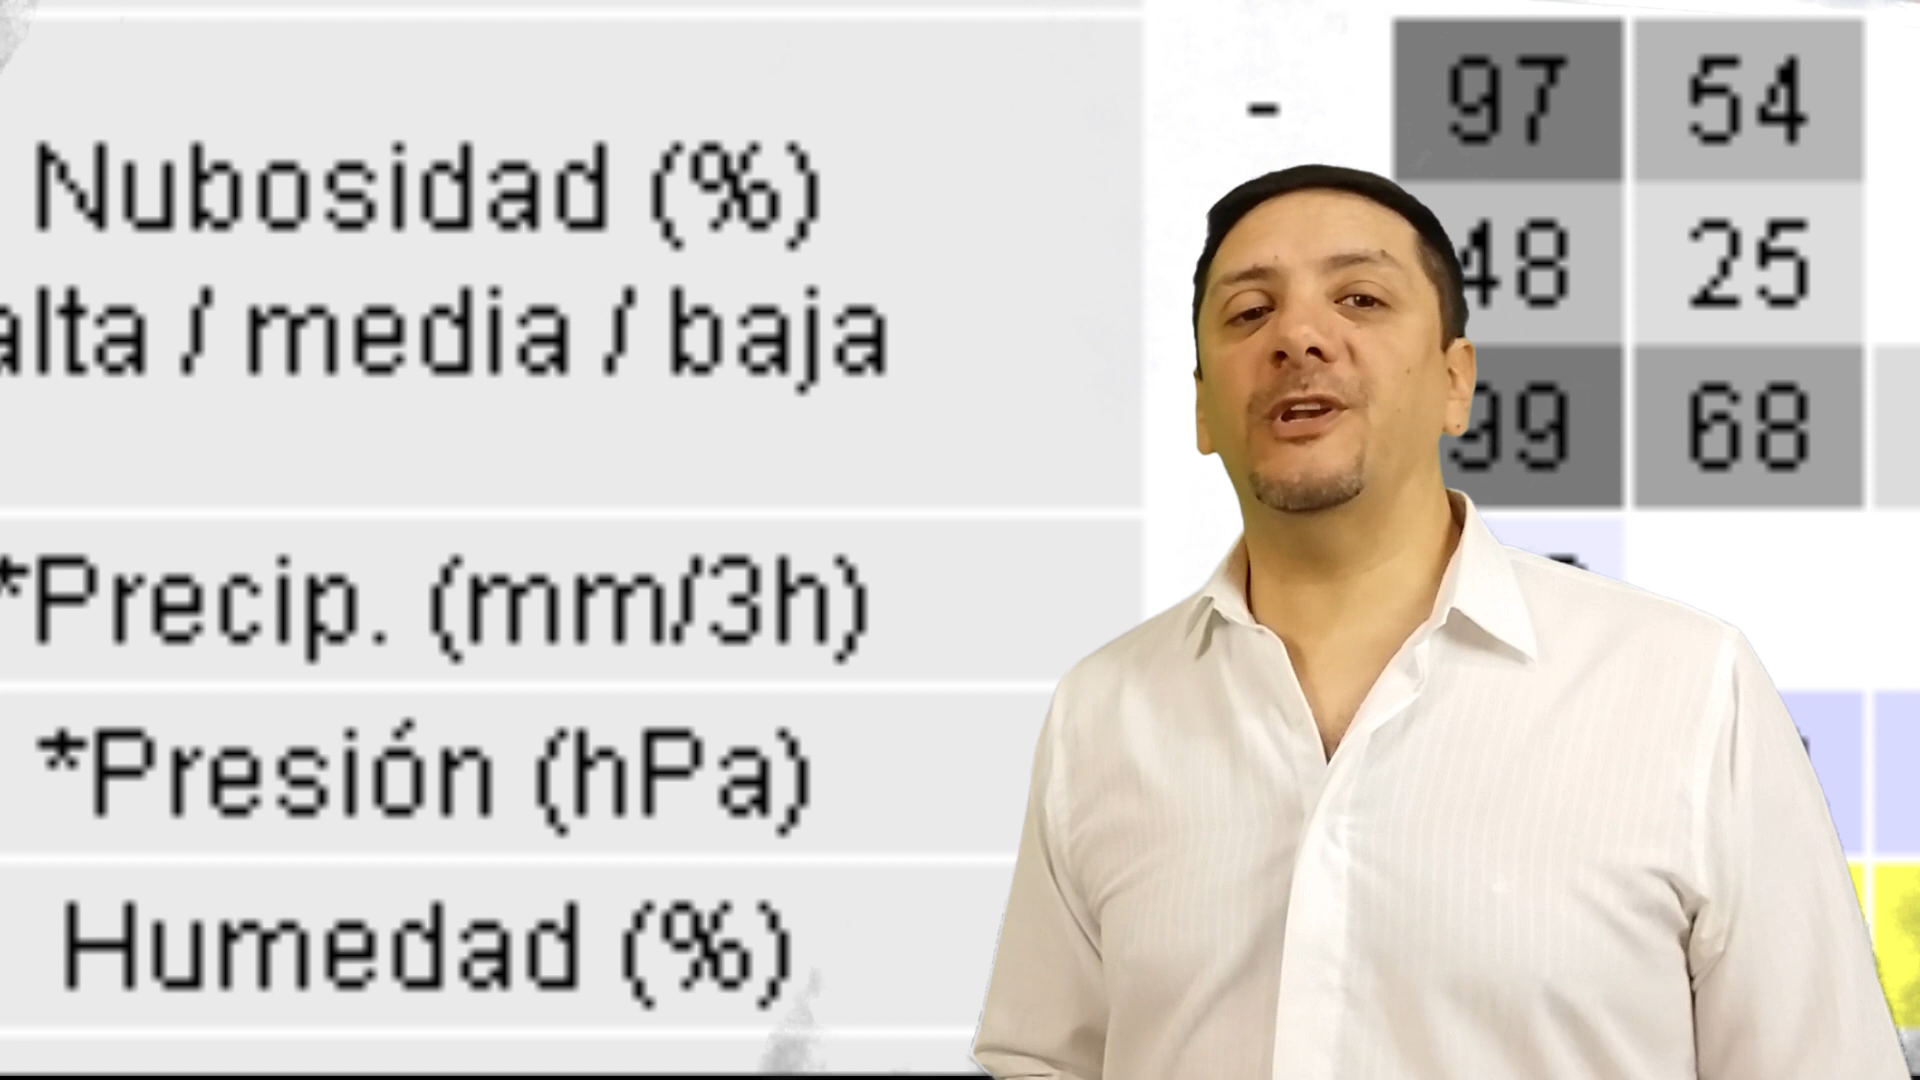 - 97 54
Nubosidad (%)
48 25
alta / media / baja
99 68
*Precip. (mm/3h)
*Presión (hPa)
Humedad (%)